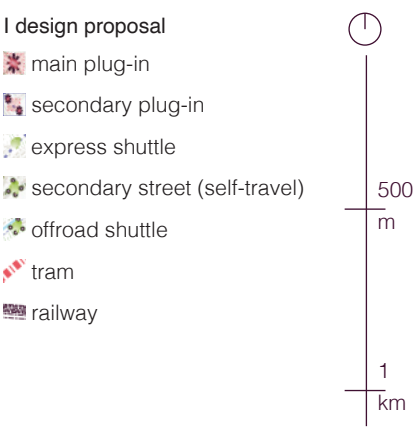 I design proposal
main plug-in
secondary plug-in
express shuttle
secondary street (self-travel)
offroad shuttle
tram
railway
500
m
1
km